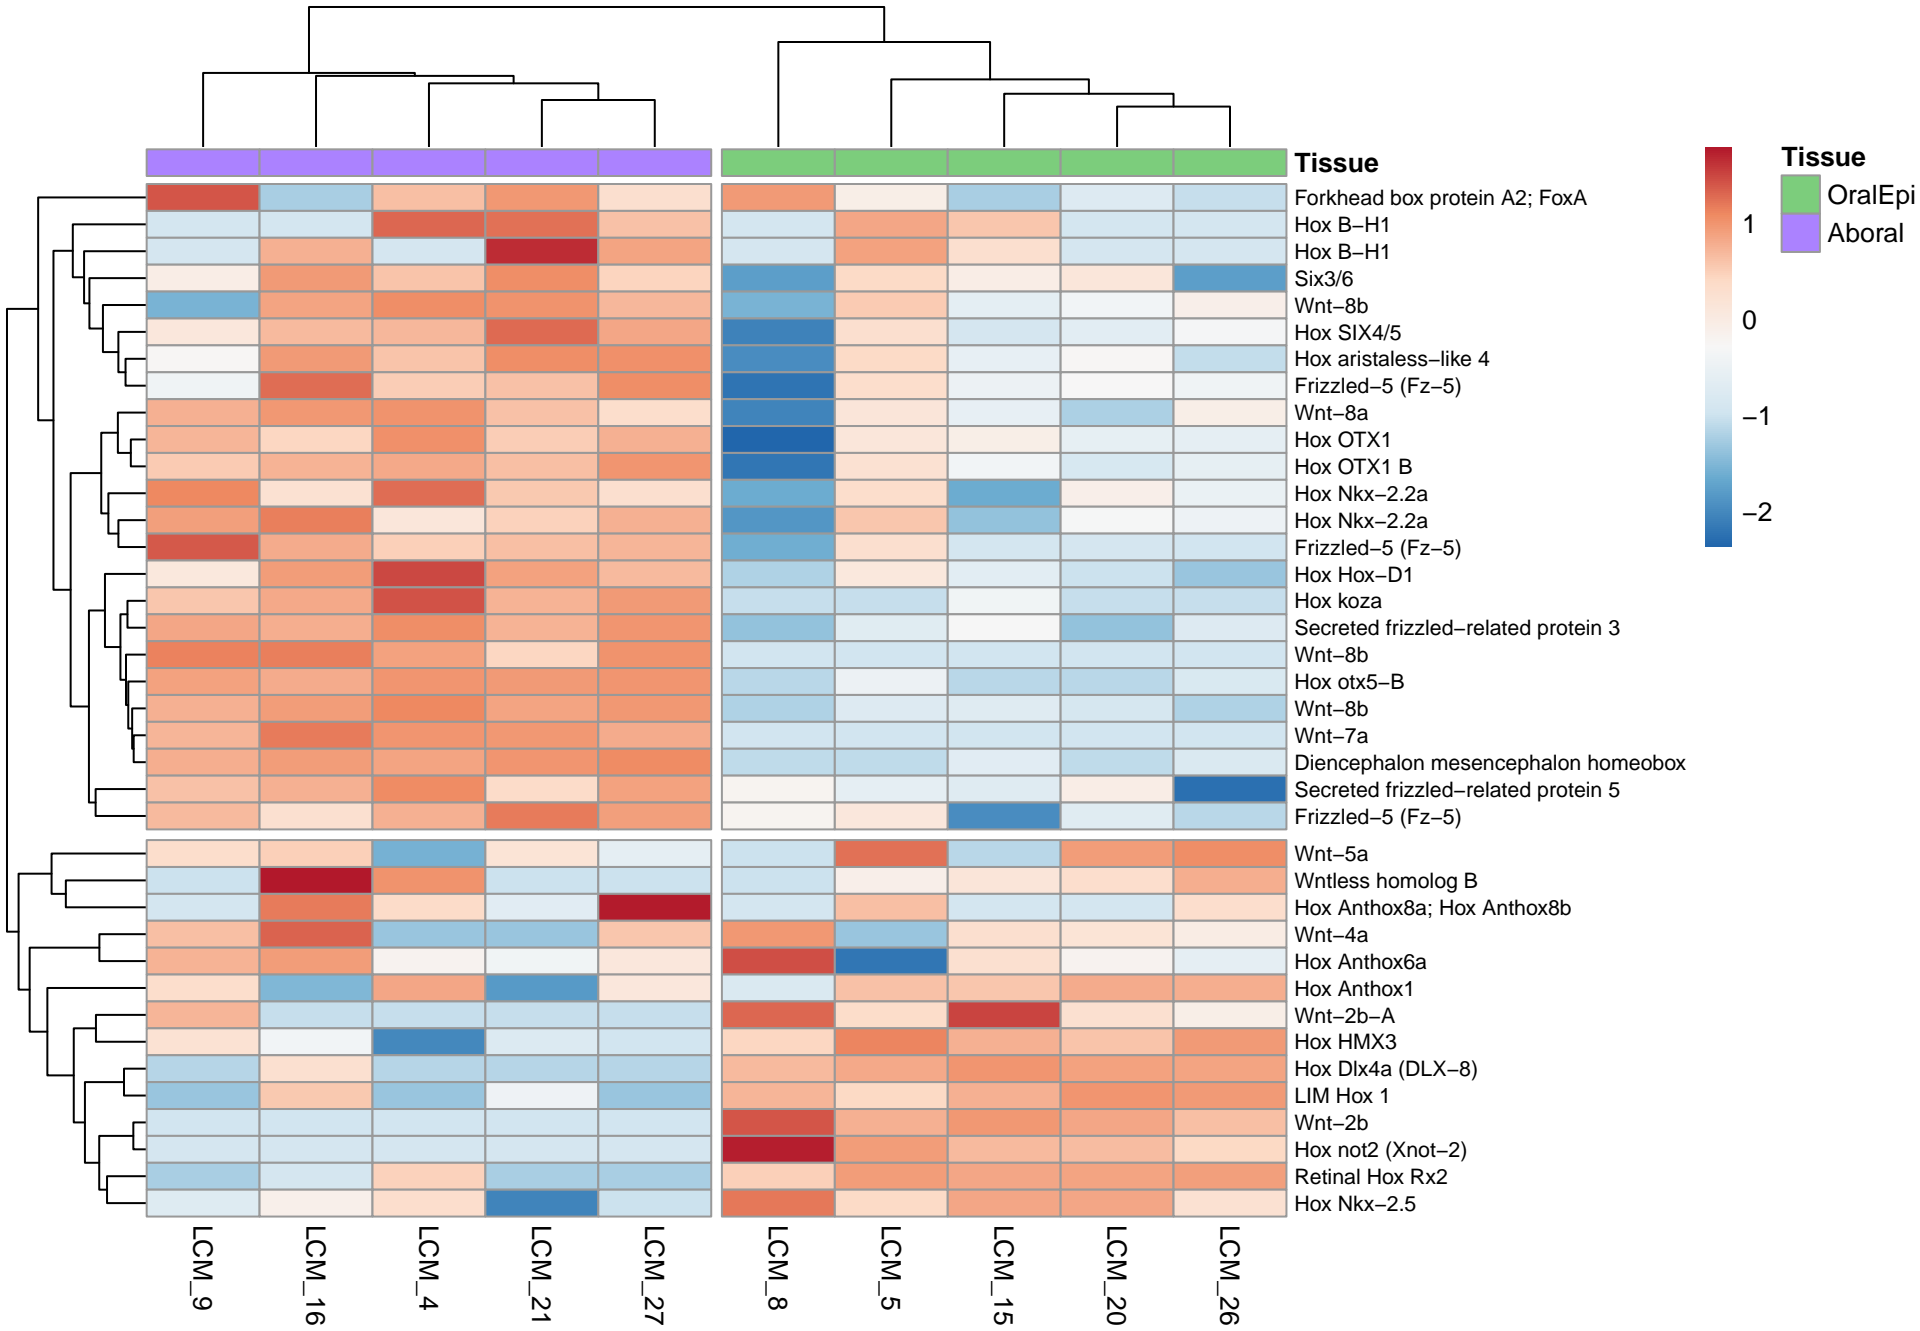 Tissue
Forkhead box protein A2; FoxA
Hox B−H1
Hox B−H1
Six3/6
Wnt−8b
Hox SIX4/5
Hox aristaless−like 4
Frizzled−5 (Fz−5)
Wnt−8a
Hox OTX1
Hox OTX1 B
Hox Nkx−2.2a
Hox Nkx−2.2a
Frizzled−5 (Fz−5)
Hox Hox−D1
Hox koza
Secreted frizzled−related protein 3
Wnt−8b
Hox otx5−B
Wnt−8b
Wnt−7a
Diencephalon mesencephalon homeobox
Secreted frizzled−related protein 5
Frizzled−5 (Fz−5)
Wnt−5a
Wntless homolog B
Hox Anthox8a; Hox Anthox8b
Wnt−4a
Hox Anthox6a
Hox Anthox1
Wnt−2b−A
Hox HMX3
Hox Dlx4a (DLX−8)
LIM Hox 1
Wnt−2b
Hox not2 (Xnot−2)
Retinal Hox Rx2
Hox Nkx−2.5
LCM_9
LCM_16
LCM_4
LCM_21
LCM_27
LCM_8
LCM_5
LCM_15
LCM_20
LCM_26
1
0
−1
−2
Tissue
OralEpi
Aboral